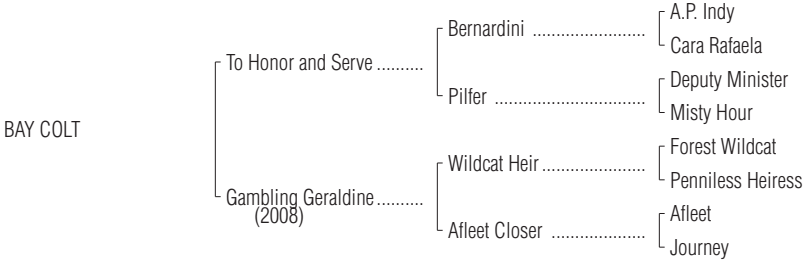 A.P. Indy
Bernardini ........................
Cara Rafaela
To Honor and Serve ..........
Deputy Minister
Pilfer ................................
Misty Hour
BAY COLT
Forest Wildcat
Wildcat Heir......................
Penniless Heiress
Gambling Geraldine..........
(2008)
Afleet
Afleet Closer ....................
Journey